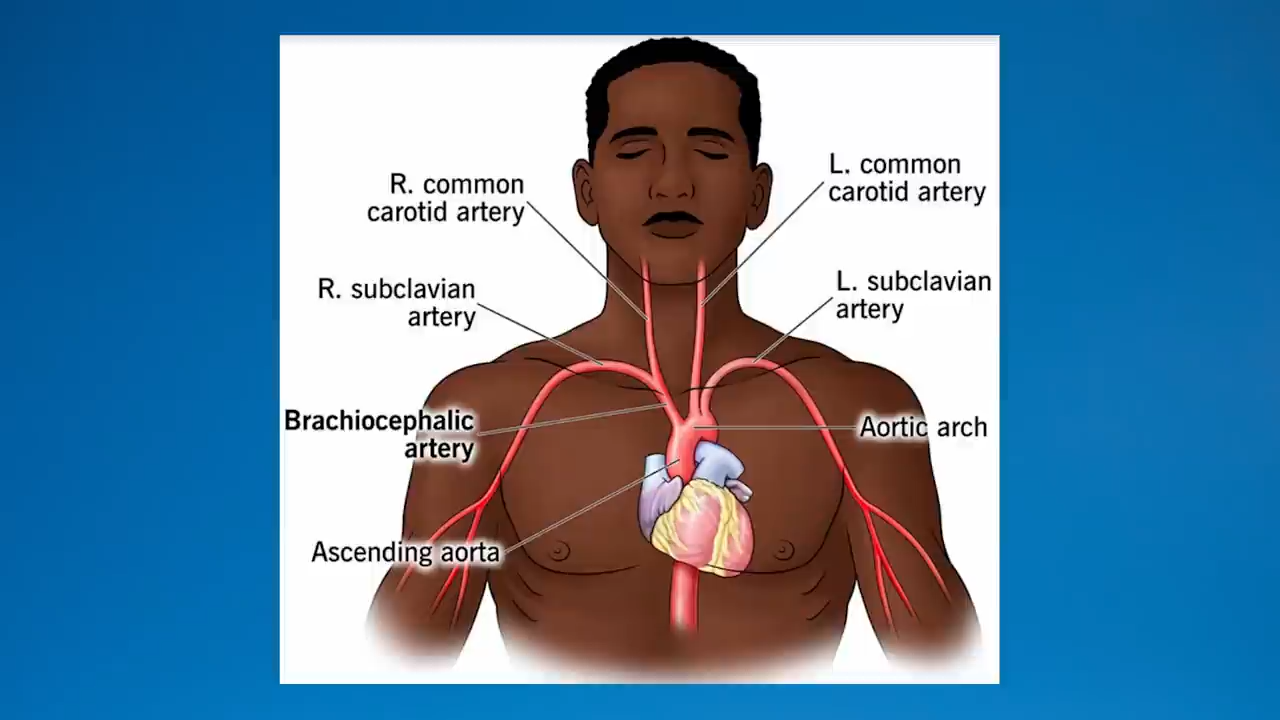 R. common
carotid artery
L. common
carotid artery
R. subclavian
artery
L. subclavian
artery
Brachiocephalic
artery
Aortic arch
Ascending aorta